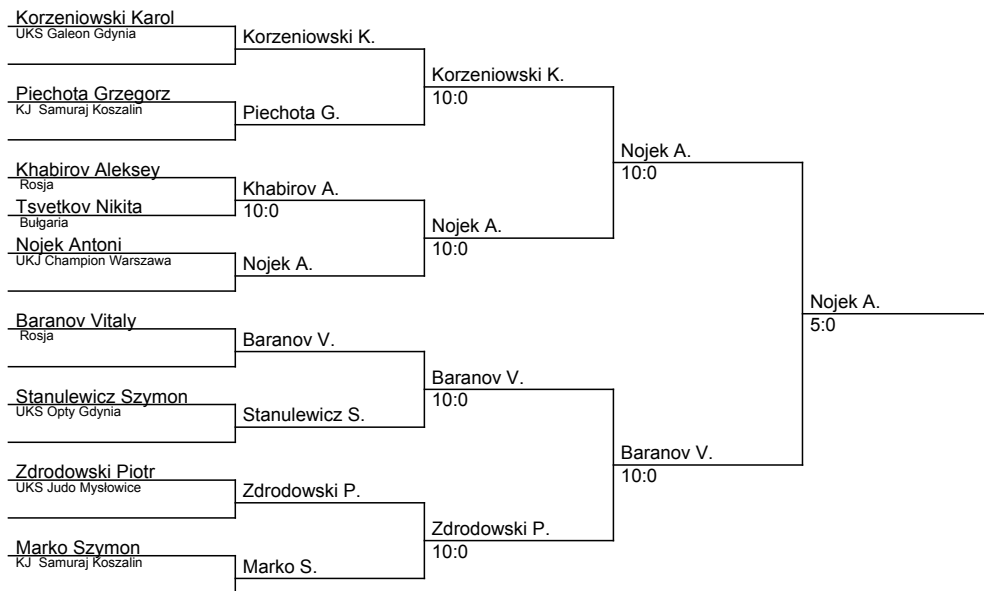 Korzeniowski Karol
UKS Galeon Gdynia
Korzeniowski K.
Korzeniowski K.
10:0
Piechota Grzegorz
KJ Samuraj Koszalin
Piechota G.
Nojek A.
10:0
Khabirov Aleksey
Rosja
Khabirov A.
10:0
Tsvetkov Nikita
Bułgaria
Nojek A.
10:0
Nojek Antoni
UKJ Champion Warszawa
Nojek A.
Nojek A.
5:0
Baranov Vitaly
Rosja
Baranov V.
Baranov V.
10:0
Stanulewicz Szymon
UKS Opty Gdynia
Stanulewicz S.
Baranov V.
10:0
Zdrodowski Piotr
UKS Judo Mysłowice
Zdrodowski P.
Zdrodowski P.
10:0
Marko Szymon
KJ Samuraj Koszalin
Marko S.